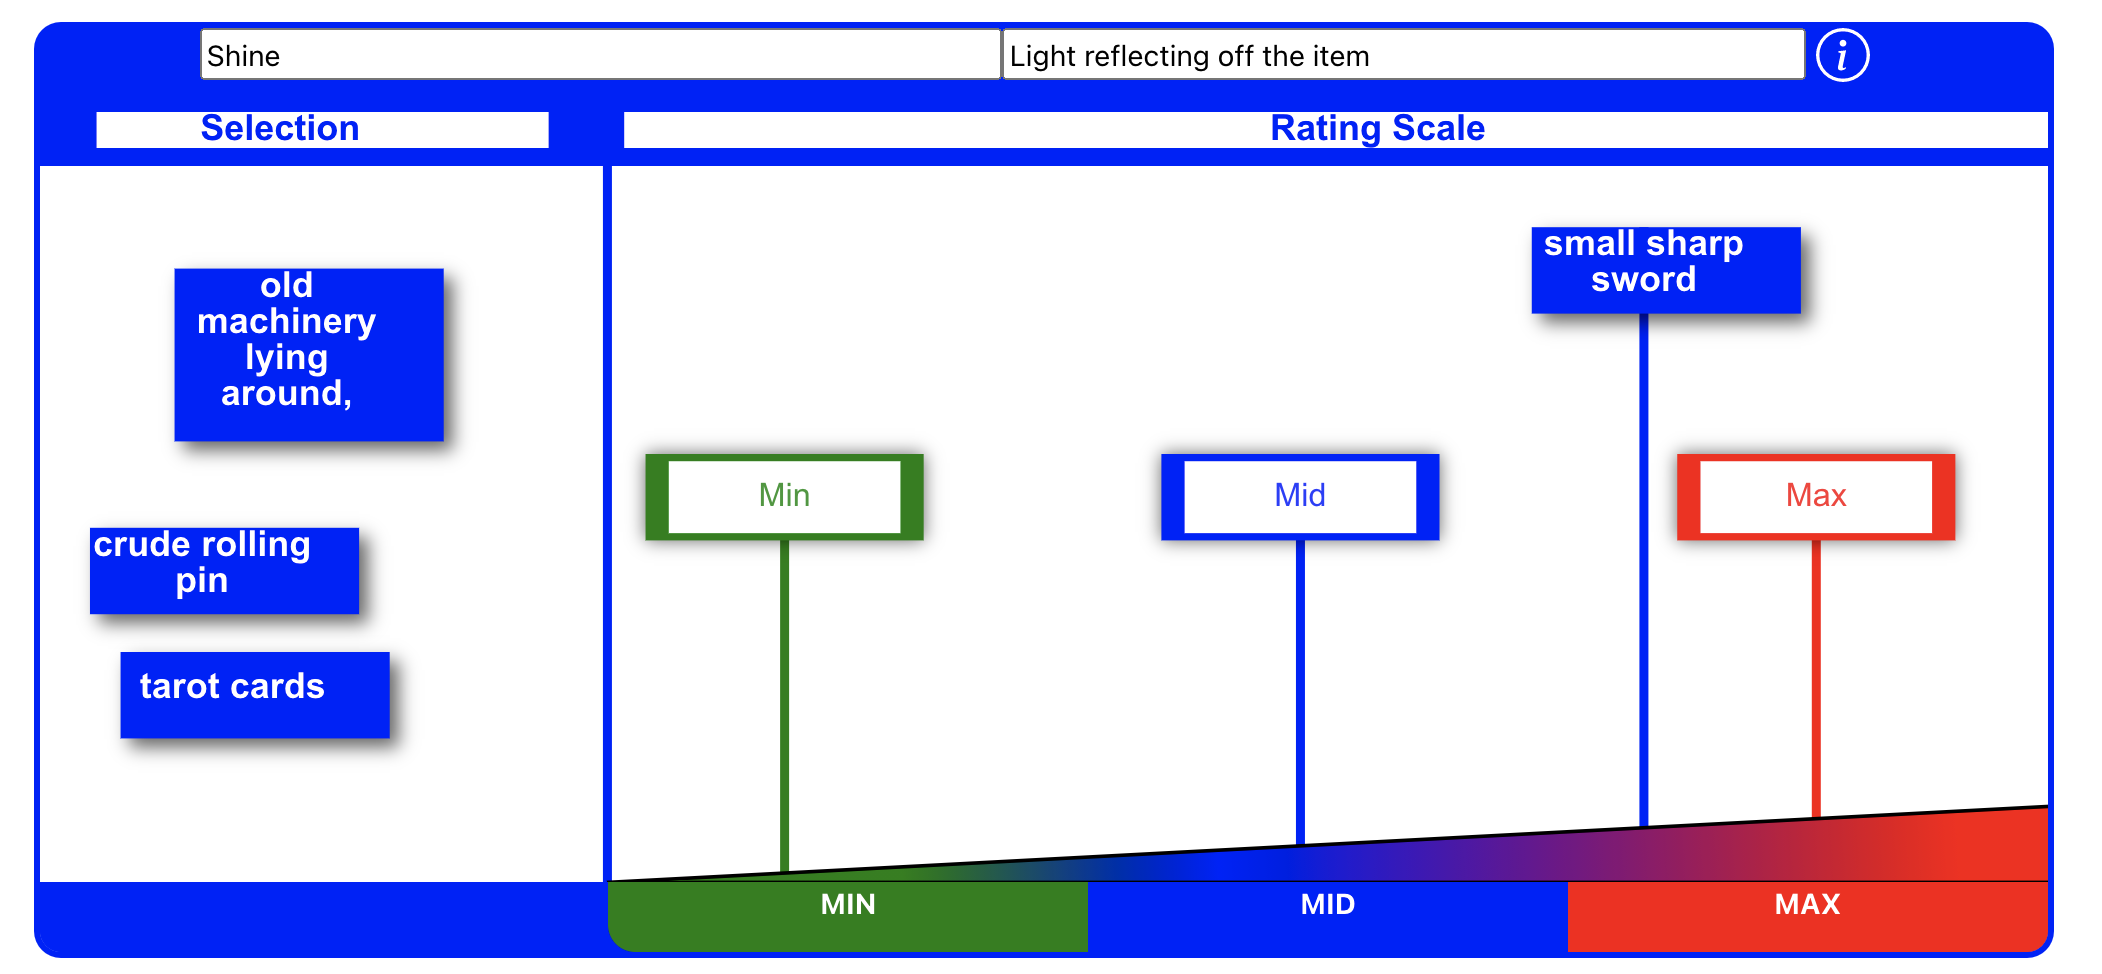 Shine
Light reflecting off the item
i
Selection
Rating Scale
small sharp
sword
old
machinery
lying
around,
Min
Mid
Max
crude rolling
pin
tarot cards
MIN
MID
MAX